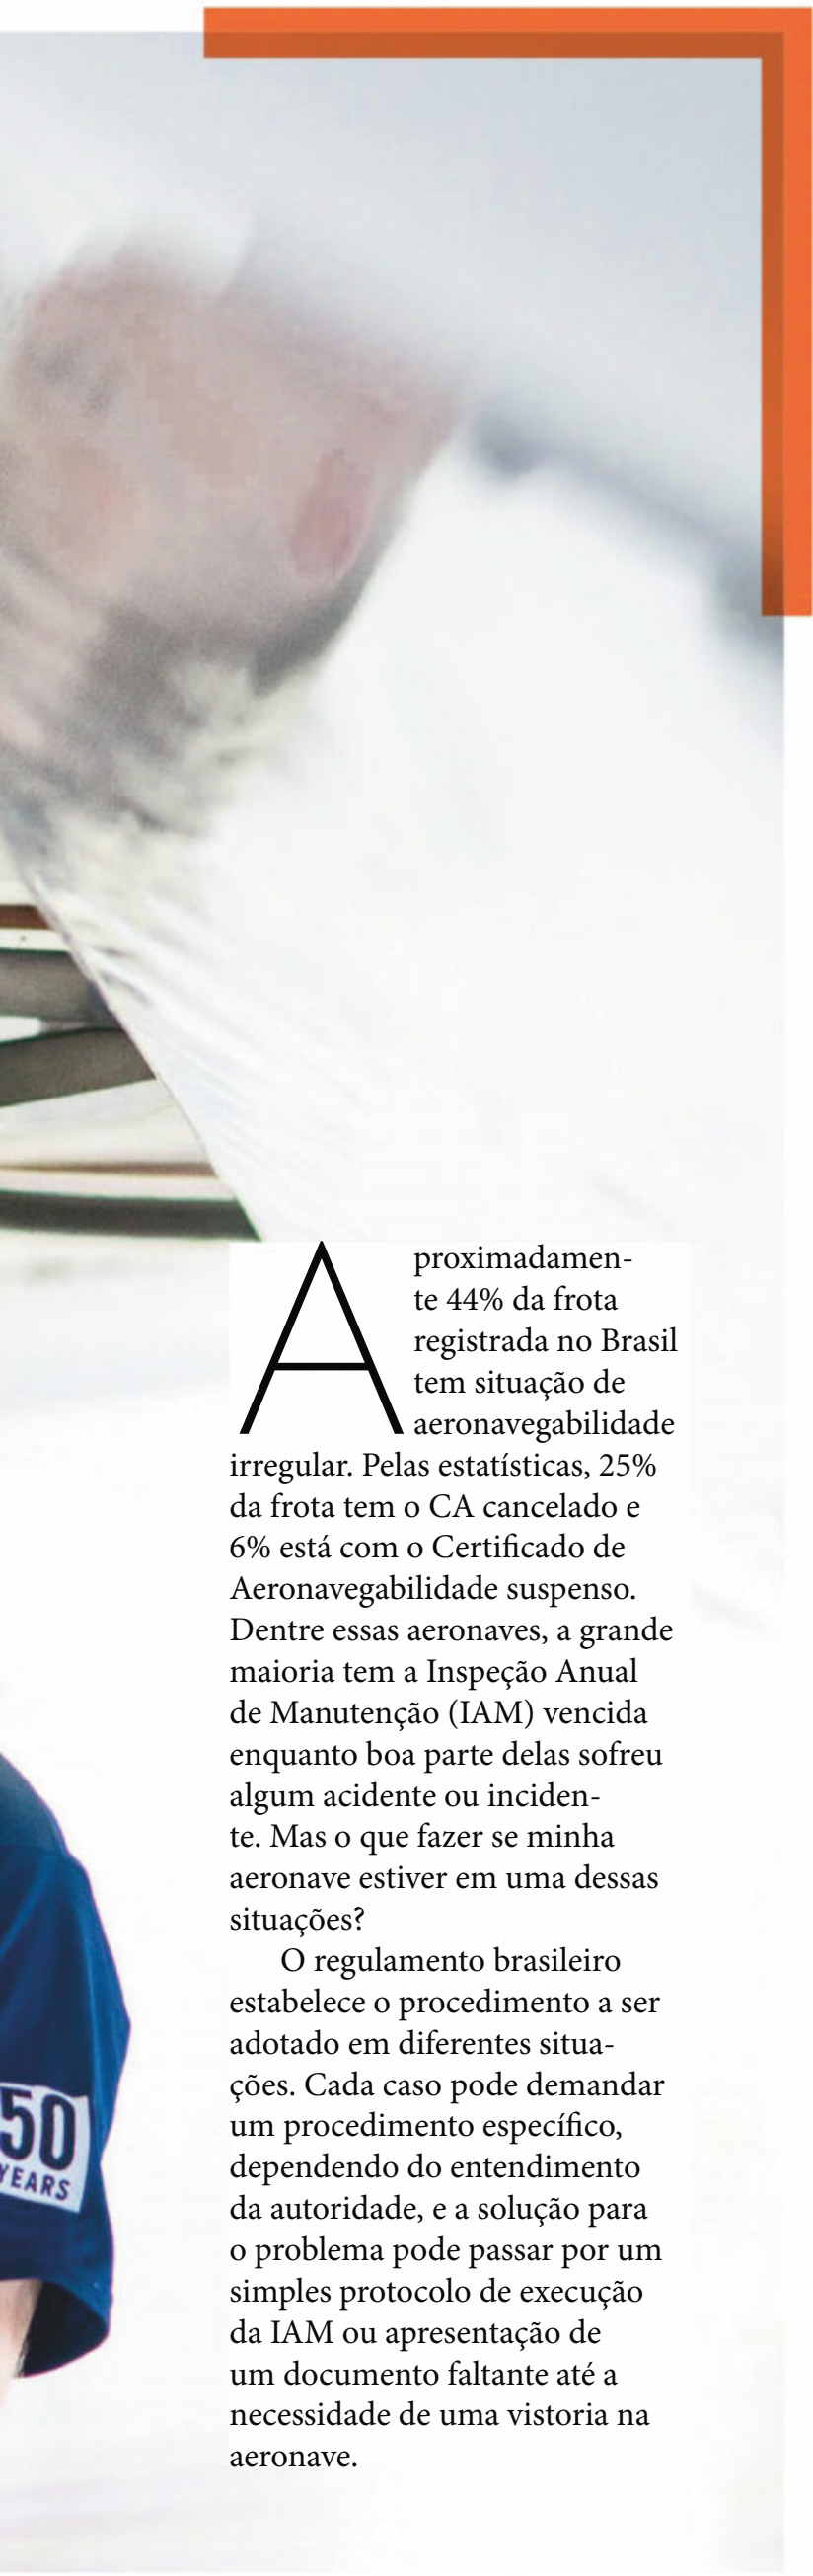 Aproximadamen-
te 44% da frota
registrada no Brasil
tem situação de
aeronavegabilidade
irregular. Pelas estatísticas, 25%
da frota tem o CA cancelado e
6% está com o Certificado de
Aeronavegabilidade suspenso.
Dentre essas aeronaves, a grande
maioria tem a Inspeção Anual
de Manutenção (IAM) vencida
enquanto boa parte delas sofreu
algum acidente ou inciden-
te. Mas o que fazer se minha
aeronave estiver em uma dessas
situações?
O regulamento brasileiro
estabelece o procedimento a ser
adotado em diferentes situa-
ções. Cada caso pode demandar
um procedimento específico,
dependendo do entendimento
da autoridade, e a solução para
o problema pode passar por um
simples protocolo de execução
da IAM ou apresentação de
um documento faltante até a
necessidade de uma vistoria na
aeronave.
50
YEARS